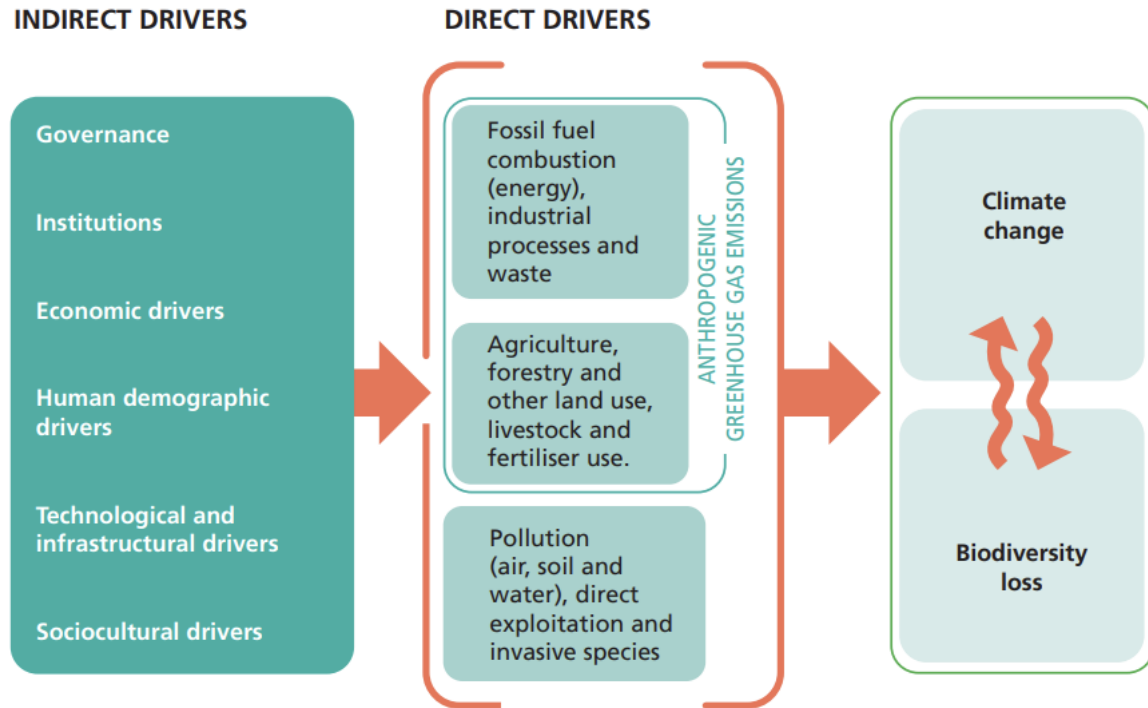 INDIRECT DRIVERS
Governance
Institutions
Economic drivers
Human demographic
drivers
Technological and
infrastructural drivers
Sociocultural drivers
DIRECT DRIVERS
Fossil fuel
combustion
(energy),
industrial
processes and
waste
Agriculture,
forestry and
other land use,
livestock and
fertiliser use.
ANTHROPOGENIC
GREENHOUSE GAS EMISSIONS
Pollution
(air, soil and
water), direct
exploitation and
invasive species
Climate
change
Biodiversity
loss